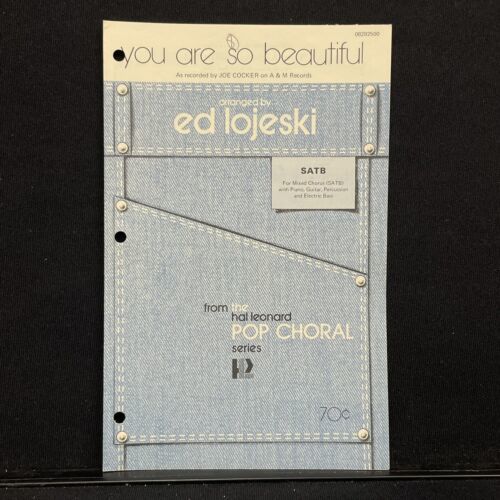 08202500
you are so beautiful
As recorded by JOE COCKER on A & M Records
arranged by
ed lojeski
SATB
For Mixed Chorus (SATB)
with Piano, Guitar, Percussion
and Electric Bass
from the
hal leonard
POP CHORAL
series
70¢